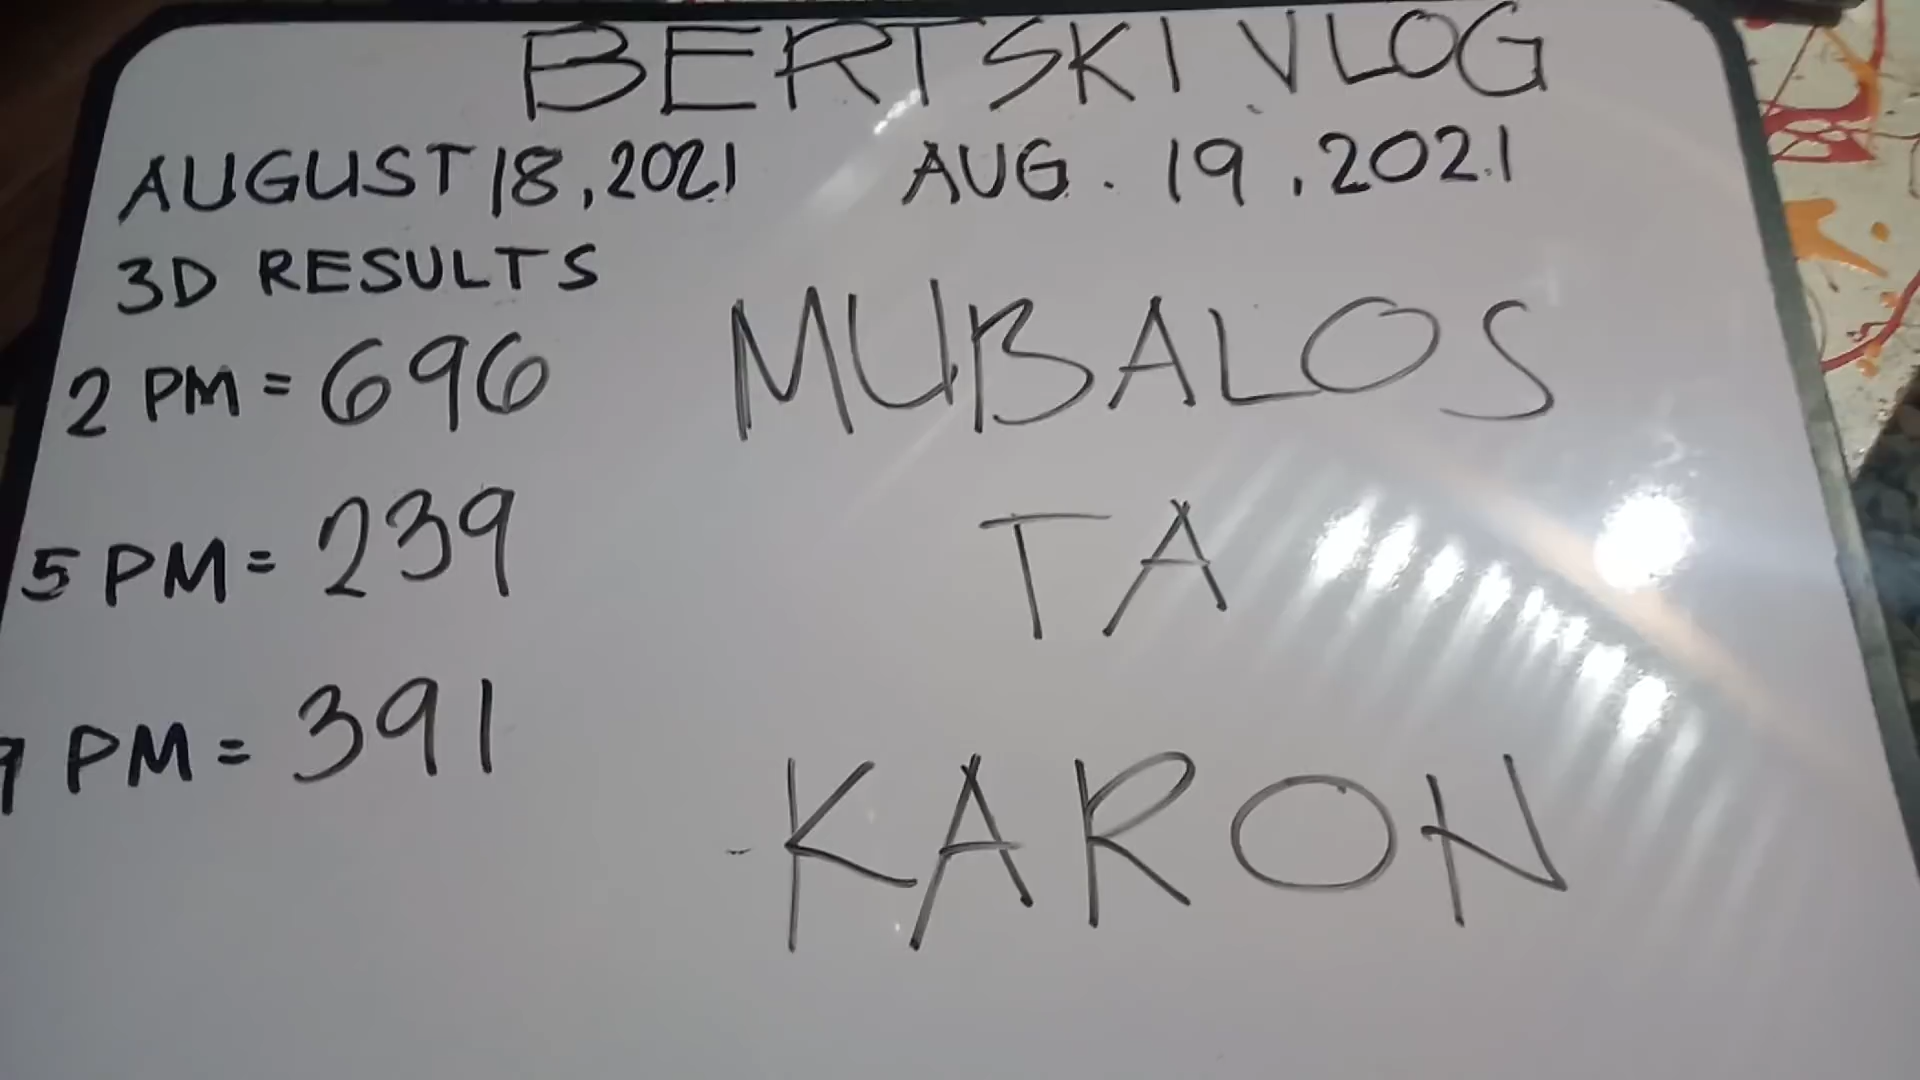 BERTSKI VLOG
AUGUST 18, 2021
3D RESULTS
2 PM = 696
5 PM = 239
9 PM = 391
AUG. 19, 2021
MUBALOS
TA
KARON